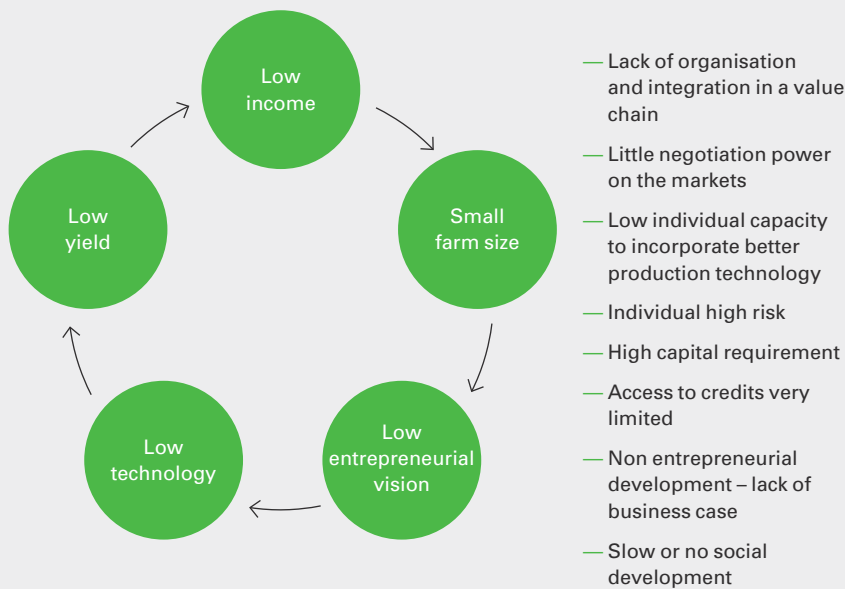 Low
income
Small
farm size
Low
entrepreneurial
vision
Low
technology
Low
yield
— Lack of organisation
and integration in a value
chain
— Little negotiation power
on the markets
— Low individual capacity
to incorporate better
production technology
— Individual high risk
— High capital requirement
— Access to credits very
limited
— Non entrepreneurial
development – lack of
business case
— Slow or no social
development